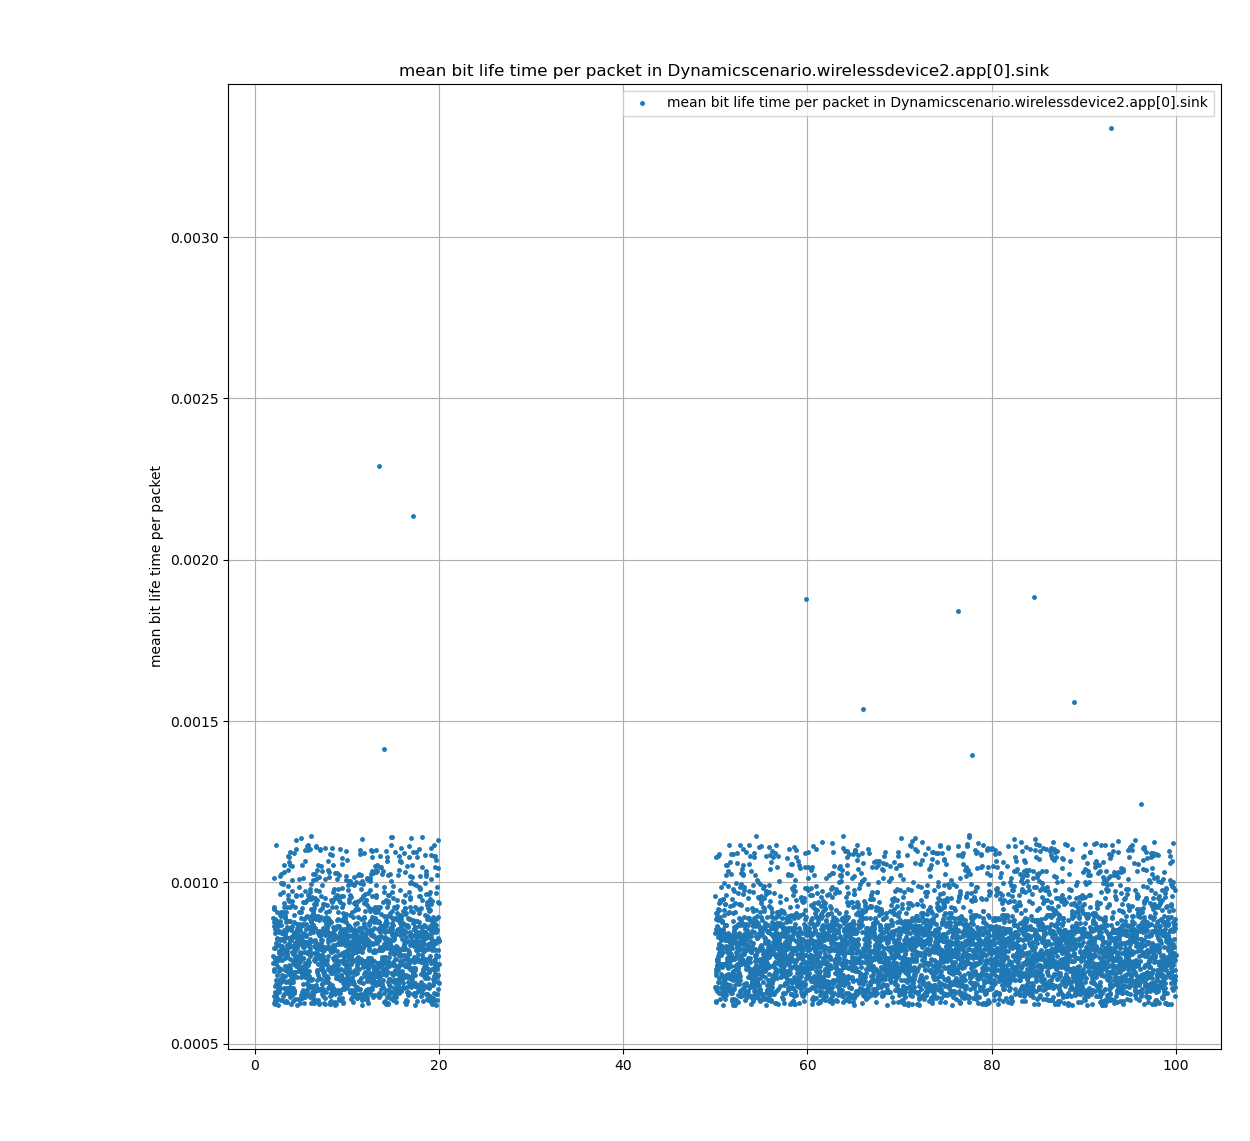 mean bit life time per packet in Dynamicscenario.wirelessdevice2.app[0].sink
mean bit life time per packet in Dynamicscenario.wirelessdevice2.app[0].sink
0.0030
0.0025
0.0020
0.0015
0.0010
0.0005
mean bit life time per packet
0 20 40 60 80 100